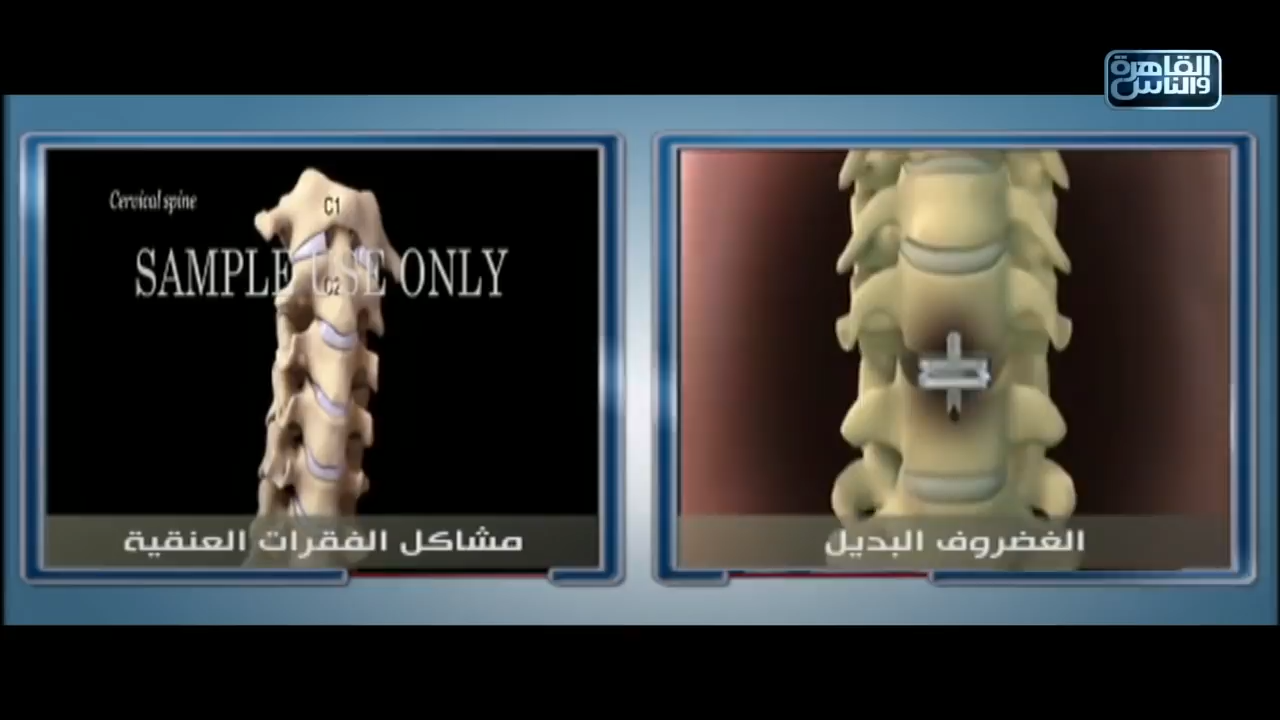 القاهرة
والناس
Cervical spine
C1
SAMPLE USE ONLY
C2
مشاكل الفقرات العنقية
الغضروف البديل